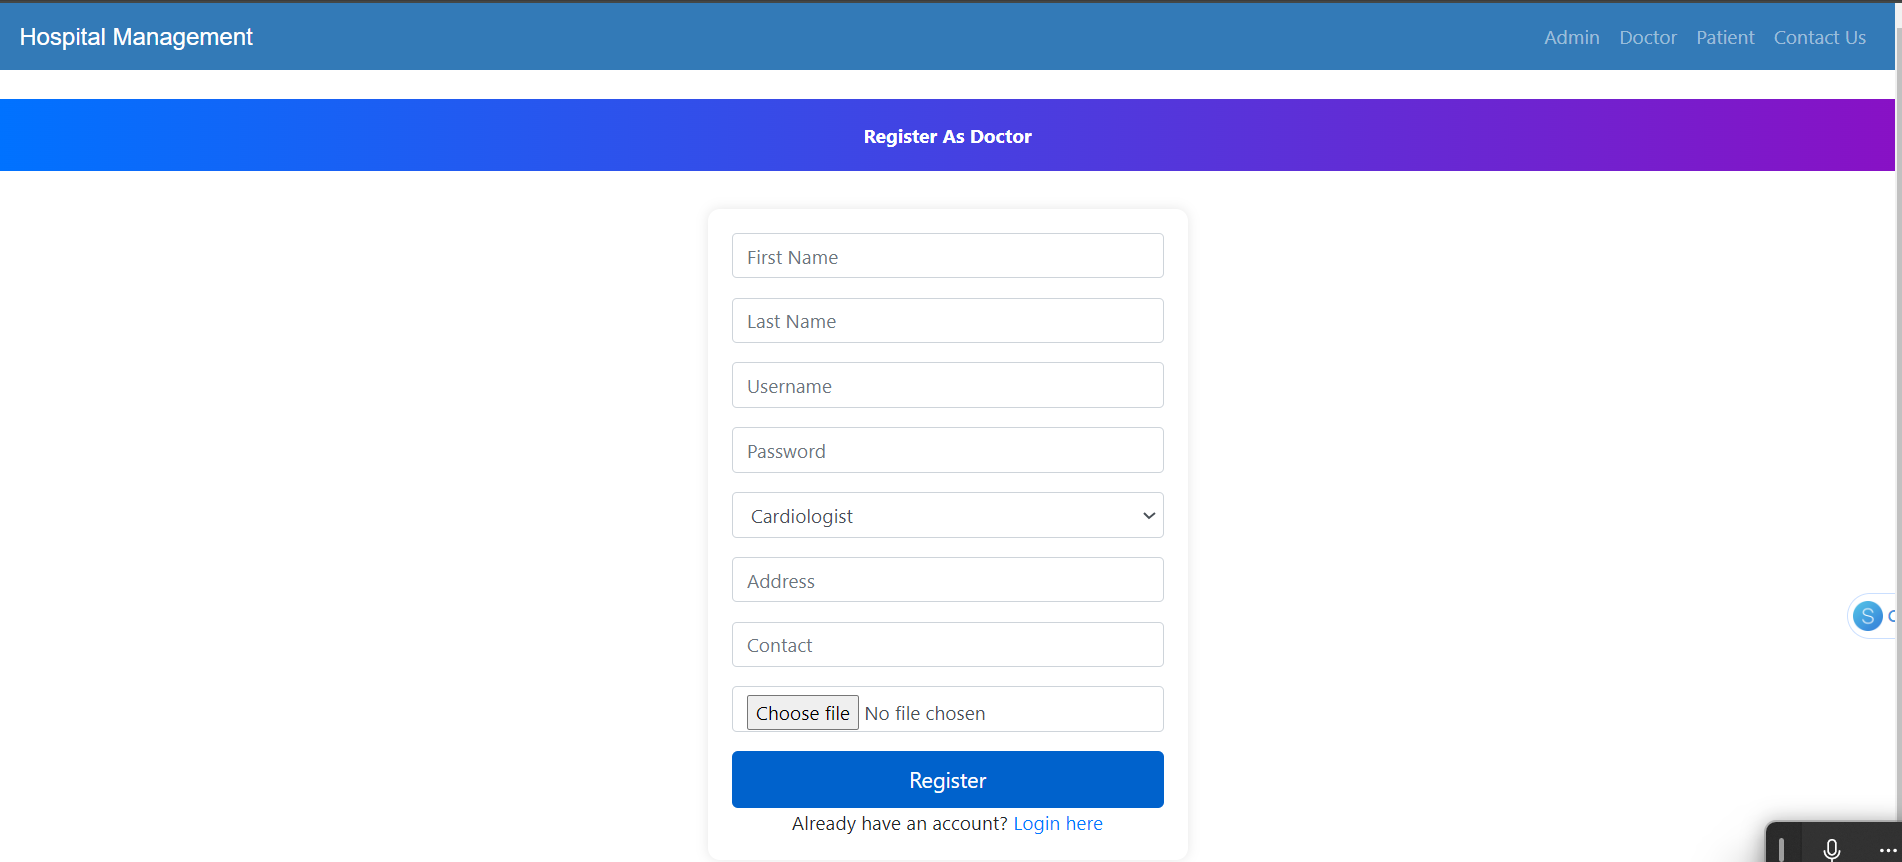 Hospital Management
Admin Doctor Patient Contact Us
Register As Doctor
First Name
Last Name
Username
Password
Cardiologist
Address
Contact
S
Choose file No file chosen
Register
Already have an account? Login here